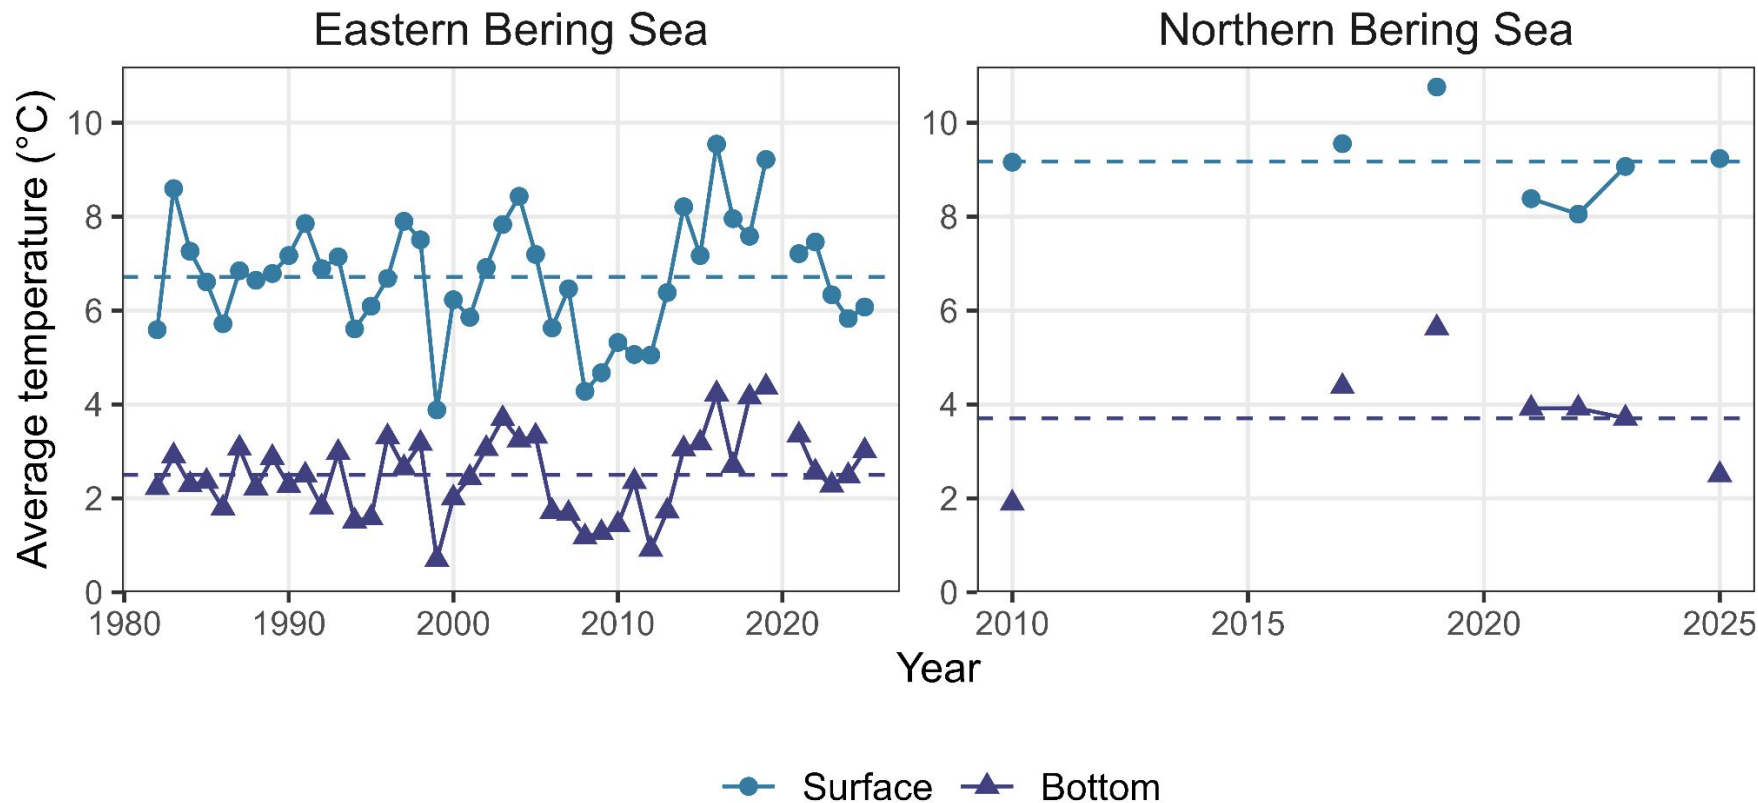 Eastern Bering Sea
Northern Bering Sea
Average temperature (°C)
10
8
6
4
2
0
1980 1990 2000 2010 2020
10
8
6
4
2
0
2010 2015 2020 2025
Year
Surface Bottom